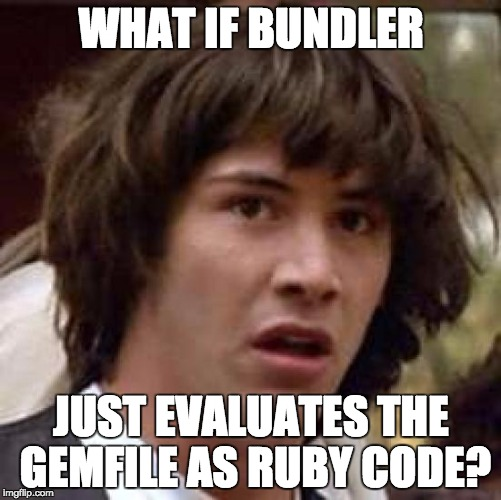 WHAT IF BUNDLER
JUST EVALUATES THE
GEMFILE AS RUBY CODE?
imgflip.com